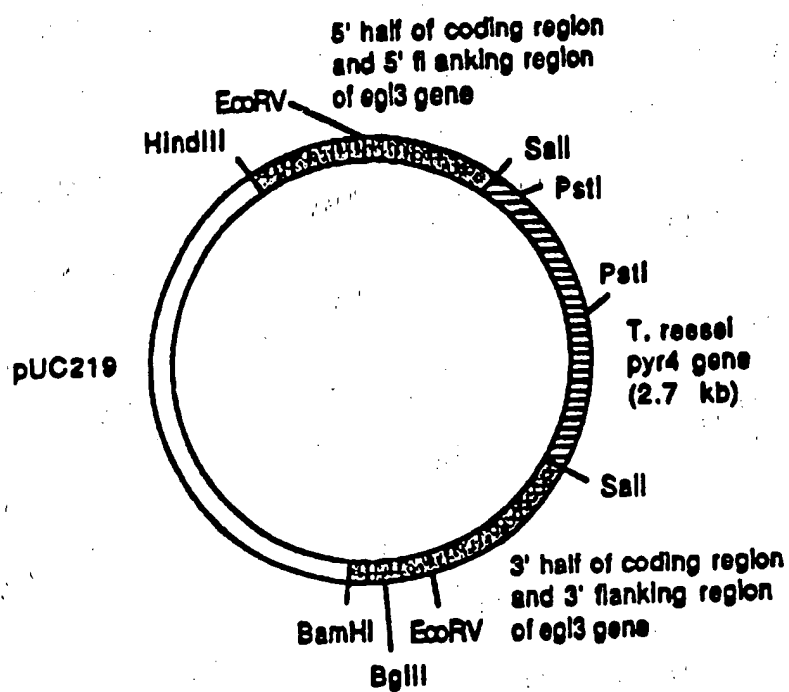 5' half of coding region
and 5' fl anking region
of egl3 gene
EcoRV
HindIII
SalI
PstI
PstI
T. reesei
pyr4 gene
(2.7 kb)
pUC219
SalI
3' half of coding region
and 3' flanking region
of egl3 gene
BamHI
EcoRV
BglII